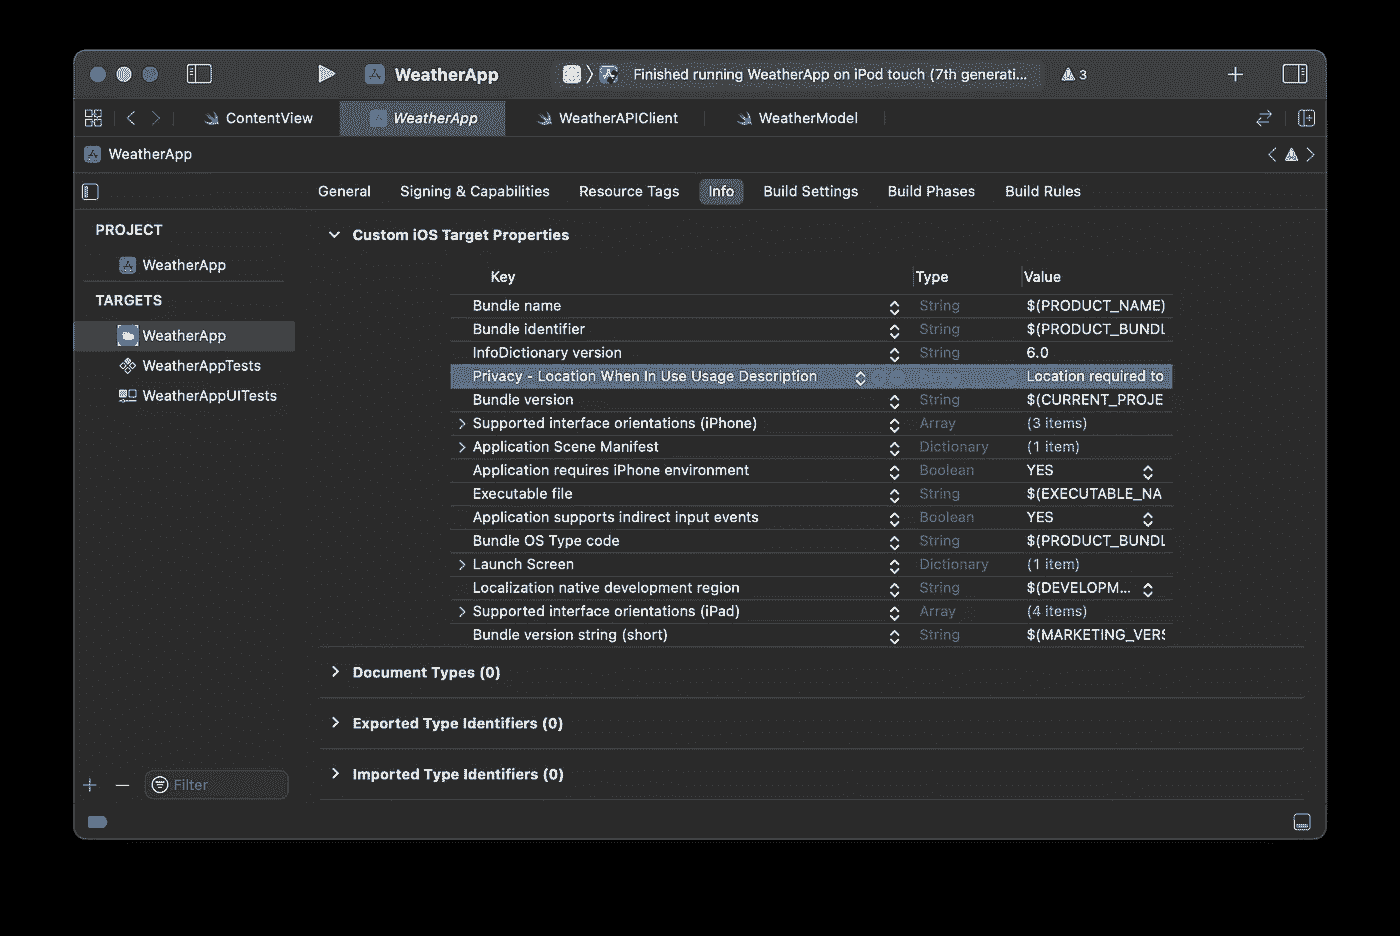 WeatherApp
Finished running WeatherApp on iPod touch (7th generati...
3
ContentView
WeatherApp
WeatherAPIClient
WeatherModel
WeatherApp
General Signing & Capabilities Resource Tags Info Build Settings Build Phases Build Rules
PROJECT
WeatherApp
TARGETS
WeatherApp
WeatherAppTests
WeatherAppUITests
Custom iOS Target Properties
Key Type Value
Bundle name String $(PRODUCT_NAME)
Bundle identifier String $(PRODUCT_BUNDL
InfoDictionary version String 6.0
Privacy - Location When In Use Usage Description Location required to
Bundle version String $(CURRENT_PROJE
Supported interface orientations (iPhone) Array (3 items)
Application Scene Manifest Dictionary (1 item)
Application requires iPhone environment Boolean YES
Executable file String $(EXECUTABLE_NA
Application supports indirect input events Boolean YES
Bundle OS Type code String $(PRODUCT_BUNDL
Launch Screen Dictionary (1 item)
Localization native development region String $(DEVELOPM...
Supported interface orientations (iPad) Array (4 items)
Bundle version string (short) String $(MARKETING_VERS
Document Types (0)
Exported Type Identifiers (0)
Imported Type Identifiers (0)
Filter